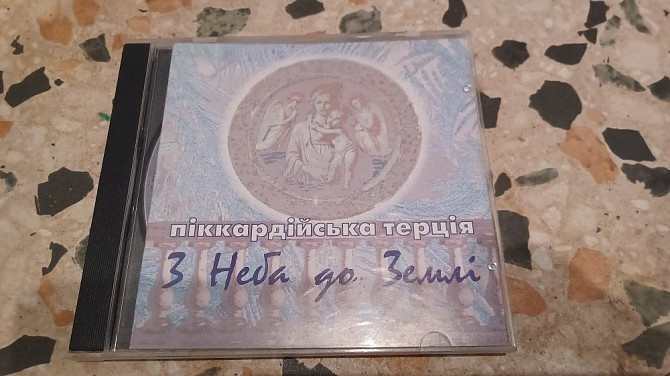 піккардійська терція
З Неба до Землі